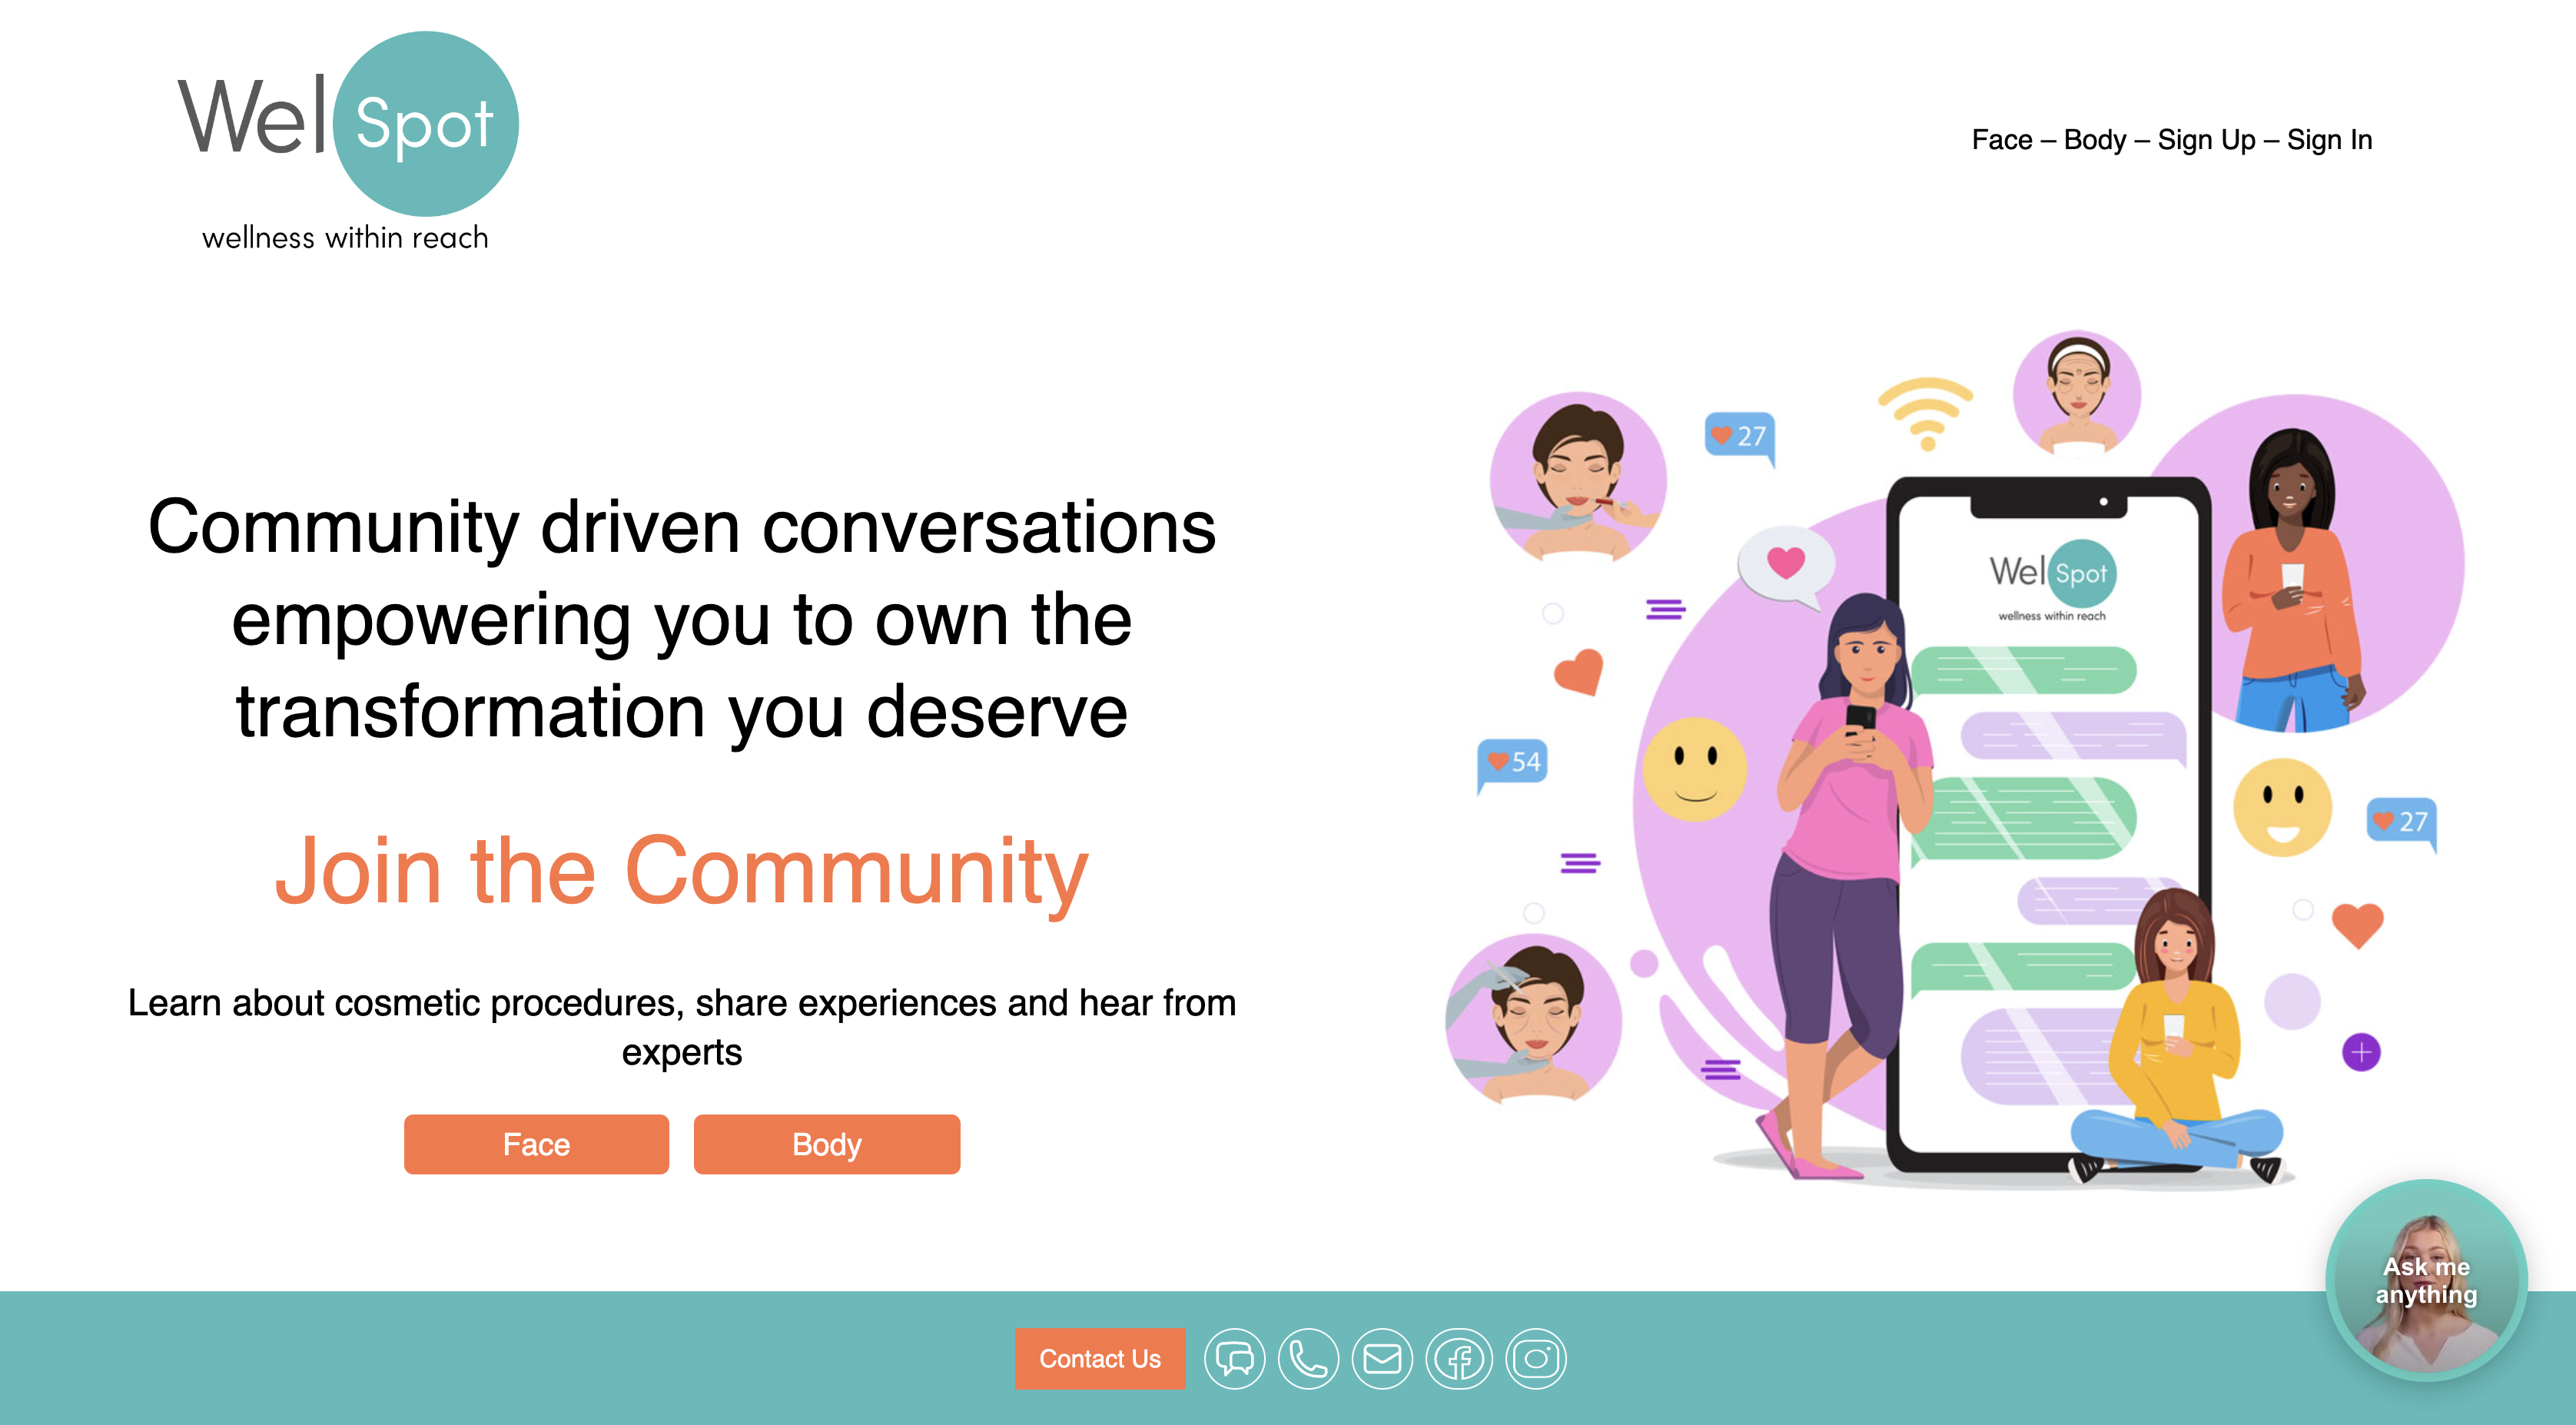 Wel Spot
wellness within reach
Face – Body – Sign Up – Sign In
Community driven conversations
empowering you to own the
transformation you deserve
Join the Community
Learn about cosmetic procedures, share experiences and hear from
experts
Face
Body
27
Wel Spot
wellness within reach
54
27
Ask me
anything
Contact Us